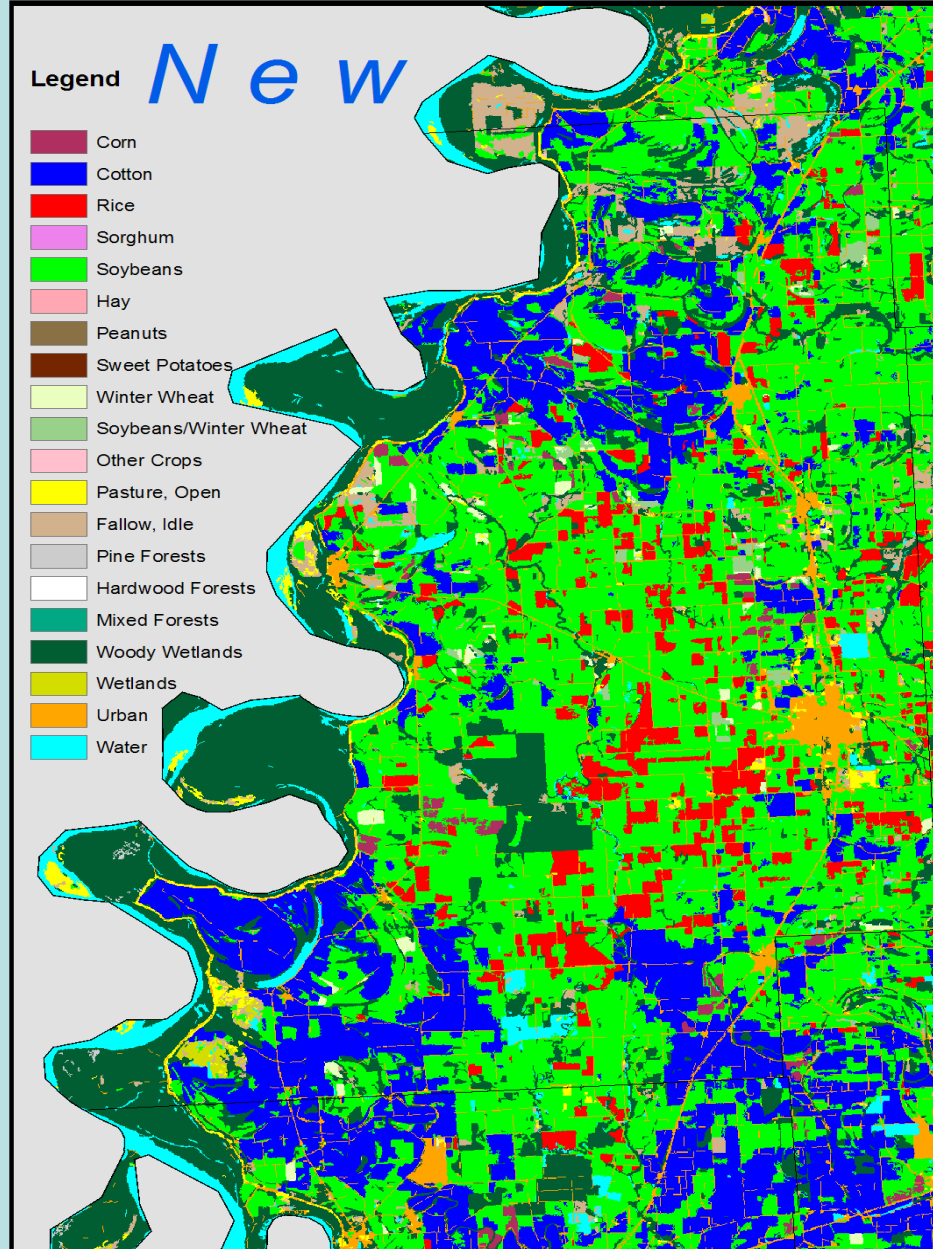 Legend
New
Corn
Cotton
Rice
Sorghum
Soybeans
Hay
Peanuts
Sweet Potatoes
Winter Wheat
Soybeans/Winter Wheat
Other Crops
Pasture, Open
Fallow, Idle
Pine Forests
Hardwood Forests
Mixed Forests
Woody Wetlands
Wetlands
Urban
Water